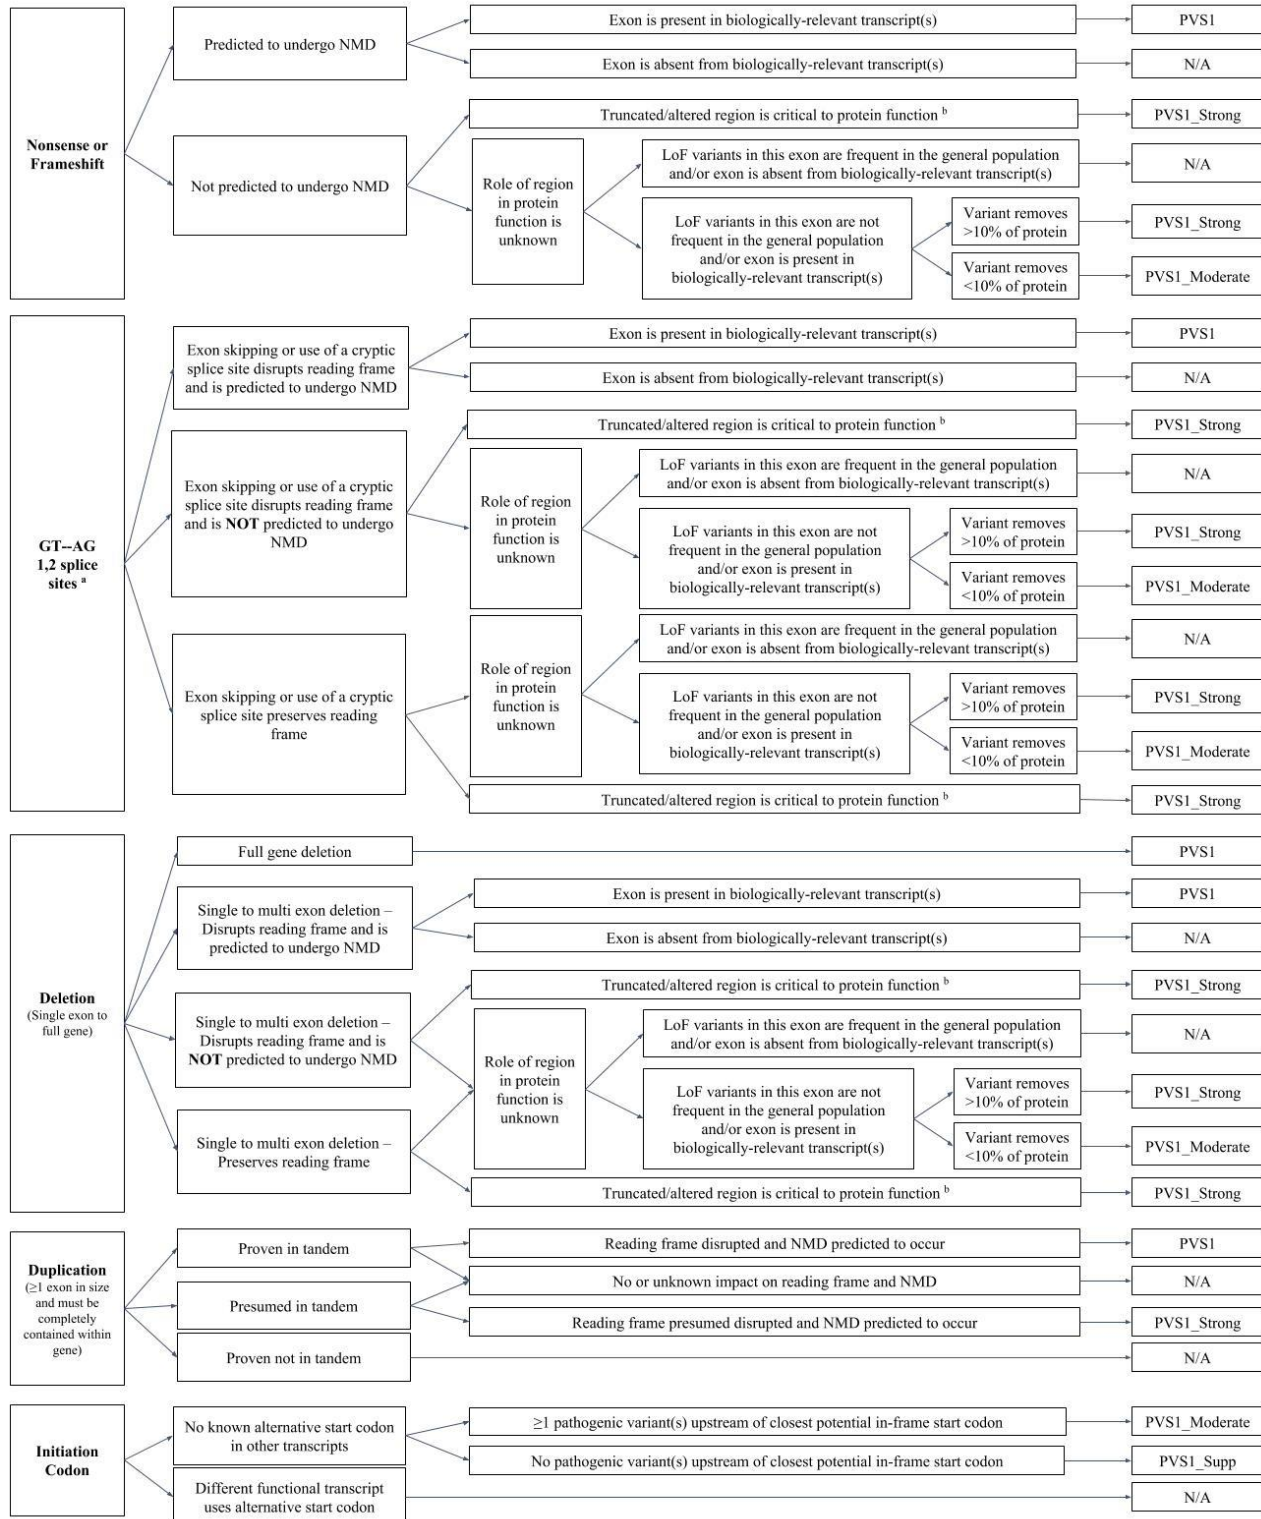 Nonsense or
Frameshift
Predicted to undergo NMD
Exon is present in biologically-relevant transcript(s)
PVS1
Exon is absent from biologically-relevant transcript(s)
N/A
Not predicted to undergo NMD
Truncated/altered region is critical to protein function b
PVS1_Strong
Role of region
in protein
function is
unknown
LoF variants in this exon are frequent in the general population
and/or exon is absent from biologically-relevant transcript(s)
N/A
LoF variants in this exon are not
frequent in the general population
and/or exon is present in
biologically-relevant transcript(s)
Variant removes
>10% of protein
PVS1_Strong
Variant removes
<10% of protein
PVS1_Moderate
GT--AG
1,2 splice
sites a
Exon skipping or use of a cryptic
splice site disrupts reading frame
and is predicted to undergo NMD
Exon is present in biologically-relevant transcript(s)
PVS1
Exon is absent from biologically-relevant transcript(s)
N/A
Exon skipping or use of a cryptic
splice site disrupts reading frame
and is NOT predicted to undergo
NMD
Truncated/altered region is critical to protein function b
PVS1_Strong
Role of region
in protein
function is
unknown
LoF variants in this exon are frequent in the general population
and/or exon is absent from biologically-relevant transcript(s)
N/A
LoF variants in this exon are not
frequent in the general population
and/or exon is present in
biologically-relevant transcript(s)
Variant removes
>10% of protein
PVS1_Strong
Variant removes
<10% of protein
PVS1_Moderate
Exon skipping or use of a cryptic
splice site preserves reading
frame
Role of region
in protein
function is
unknown
LoF variants in this exon are frequent in the general population
and/or exon is absent from biologically-relevant transcript(s)
N/A
LoF variants in this exon are not
frequent in the general population
and/or exon is present in
biologically-relevant transcript(s)
Variant removes
>10% of protein
PVS1_Strong
Variant removes
<10% of protein
PVS1_Moderate
Truncated/altered region is critical to protein function b
PVS1_Strong
Deletion
(Single exon to
full gene)
Full gene deletion
PVS1
Single to multi exon deletion –
Disrupts reading frame and is
predicted to undergo NMD
Exon is present in biologically-relevant transcript(s)
PVS1
Exon is absent from biologically-relevant transcript(s)
N/A
Single to multi exon deletion –
Disrupts reading frame and is
NOT predicted to undergo NMD
Truncated/altered region is critical to protein function b
PVS1_Strong
Role of region
in protein
function is
unknown
LoF variants in this exon are frequent in the general population
and/or exon is absent from biologically-relevant transcript(s)
N/A
LoF variants in this exon are not
frequent in the general population
and/or exon is present in
biologically-relevant transcript(s)
Variant removes
>10% of protein
PVS1_Strong
Variant removes
<10% of protein
PVS1_Moderate
Single to multi exon deletion –
Preserves reading frame
Truncated/altered region is critical to protein function b
PVS1_Strong
Duplication
(≥1 exon in size
and must be
completely
contained within
gene)
Proven in tandem
Reading frame disrupted and NMD predicted to occur
PVS1
No or unknown impact on reading frame and NMD
N/A
Presumed in tandem
Reading frame presumed disrupted and NMD predicted to occur
PVS1_Strong
Proven not in tandem
N/A
Initiation
Codon
No known alternative start codon
in other transcripts
≥1 pathogenic variant(s) upstream of closest potential in-frame start codon
PVS1_Moderate
No pathogenic variant(s) upstream of closest potential in-frame start codon
PVS1_Supp
Different functional transcript
uses alternative start codon
N/A